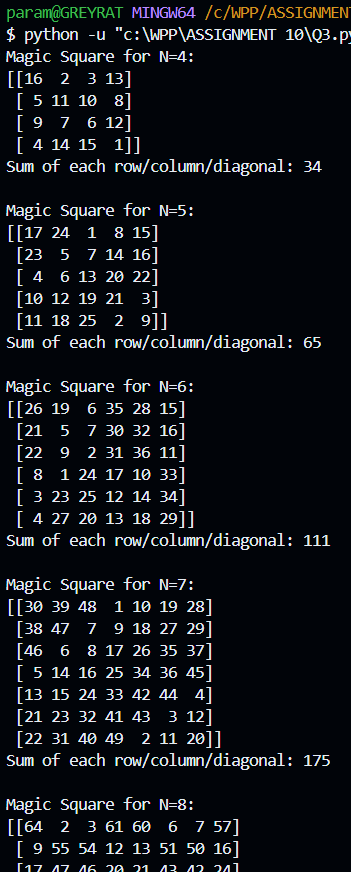 param@GREYRAT MINGW64 /c/WPP/ASSIGNMENT
$ python -u "c:\WPP\ASSIGNMENT 10\Q3.py
Magic Square for N=4:
[[16  2  3 13]
 [ 5 11 10  8]
 [ 9  7  6 12]
 [ 4 14 15  1]]
Sum of each row/column/diagonal: 34

Magic Square for N=5:
[[17 24  1  8 15]
 [23  5  7 14 16]
 [ 4  6 13 20 22]
 [10 12 19 21  3]
 [11 18 25  2  9]]
Sum of each row/column/diagonal: 65

Magic Square for N=6:
[[26 19  6 35 28 15]
 [21  5  7 30 32 16]
 [22  9  2 31 36 11]
 [ 8  1 24 17 10 33]
 [ 3 23 25 12 14 34]
 [ 4 27 20 13 18 29]]
Sum of each row/column/diagonal: 111

Magic Square for N=7:
[[30 39 48  1 10 19 28]
 [38 47  7  9 18 27 29]
 [46  6  8 17 26 35 37]
 [ 5 14 16 25 34 36 45]
 [13 15 24 33 42 44  4]
 [21 23 32 41 43  3 12]
 [22 31 40 49  2 11 20]]
Sum of each row/column/diagonal: 175

Magic Square for N=8:
[[64  2  3 61 60  6  7 57]
 [ 9 55 54 12 13 51 50 16]
 [17 47 46 20 21 43 42 24]